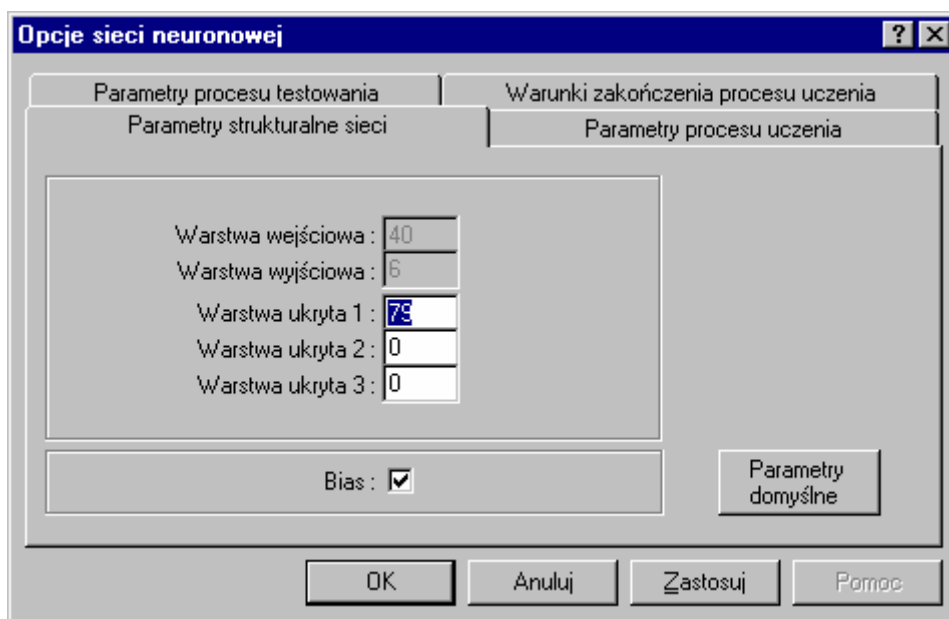 Opcje sieci neuronowej
Parametry procesu testowania
Warunki zakończenia procesu uczenia
Parametry strukturalne sieci
Parametry procesu uczenia
Warstwa wejściowa : 40
Warstwa wyjściowa : 6
Warstwa ukryta 1 : 79
Warstwa ukryta 2 : 0
Warstwa ukryta 3 : 0
Bias :
Parametry
domyślne
OK
Anuluj
Zastosuj
Pomoc